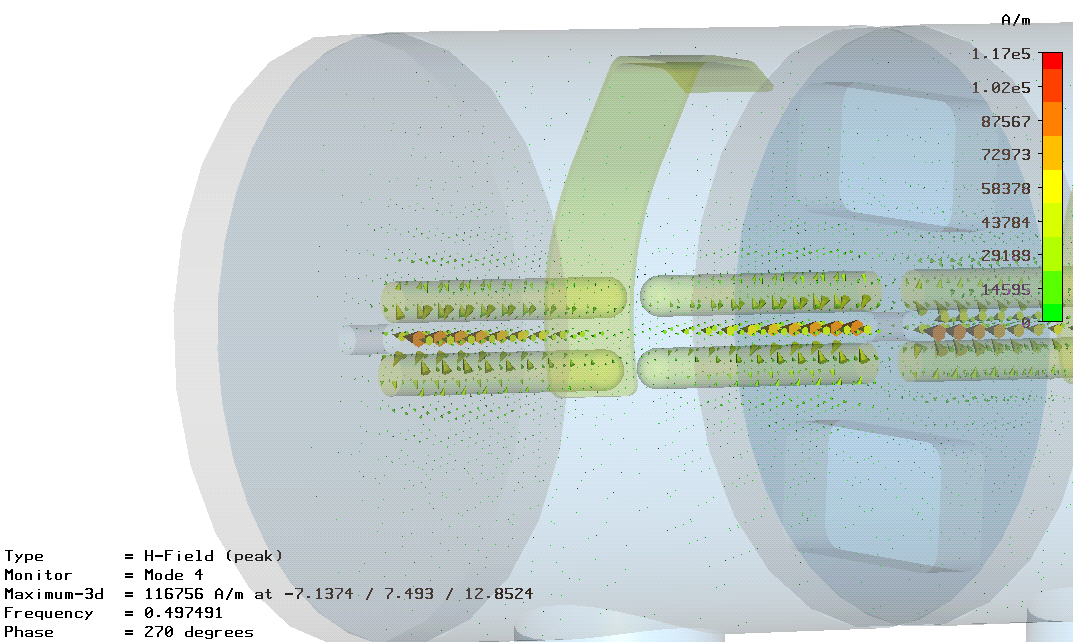 A/m
1.17e5
1.02e5
87567
72973
58378
43784
29189
14595
0
Type = H-Field (peak)
Monitor = Mode 4
Maximum-3d = 116756 A/m at -7.1374 / 7.493 / 12.8524
Frequency = 0.497491
Phase = 270 degrees